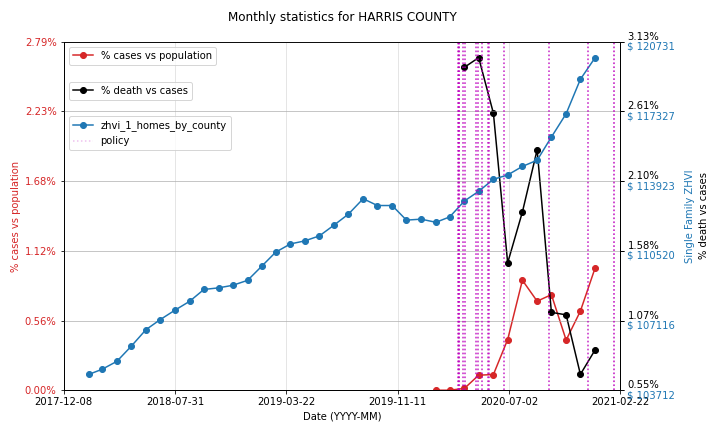 Monthly statistics for HARRIS COUNTY
2.79%
2.23%
1.68%
1.12%
0.56%
0.00%
% cases vs population
% cases vs population
% death vs cases
zhvi_1_homes_by_county
policy
3.13%
$ 120731
2.61%
$ 117327
2.10%
$ 113923
1.58%
$ 110520
1.07%
$ 107116
0.55%
$ 103712
Single Family ZHVI
% death vs cases
2017-12-08
2018-07-31
2019-03-22
2019-11-11
2020-07-02
2021-02-22
Date (YYYY-MM)